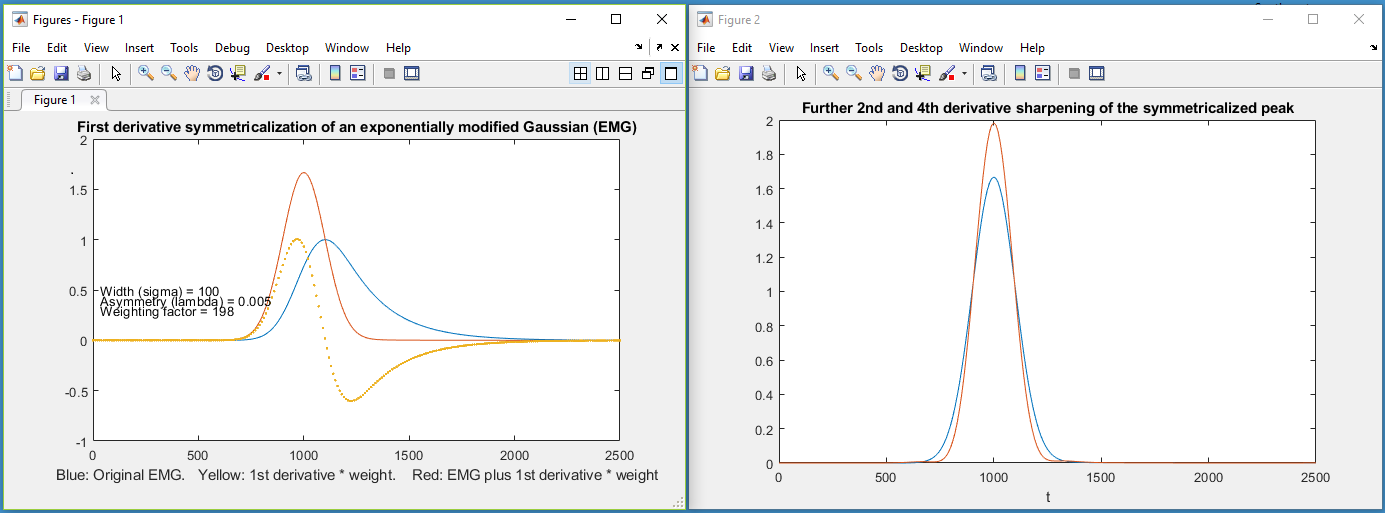 Figures - Figure 1
File Edit View Insert Tools Debug Desktop Window Help
Figure 1
First derivative symmetricalization of an exponentially modified Gaussian (EMG)
2
1.5
1
0.5
0
-0.5
-1
Width (sigma) = 100
Asymmetry (lambda) = 0.005
Weighting factor = 198
0 500 1000 1500 2000 2500
Blue: Original EMG. Yellow: 1st derivative * weight. Red: EMG plus 1st derivative * weight
Figure 2
File Edit View Insert Tools Desktop Window Help
Further 2nd and 4th derivative sharpening of the symmetricalized peak
2
1.8
1.6
1.4
1.2
1
0.8
0.6
0.4
0.2
0
0 500 1000 1500 2000 2500
t